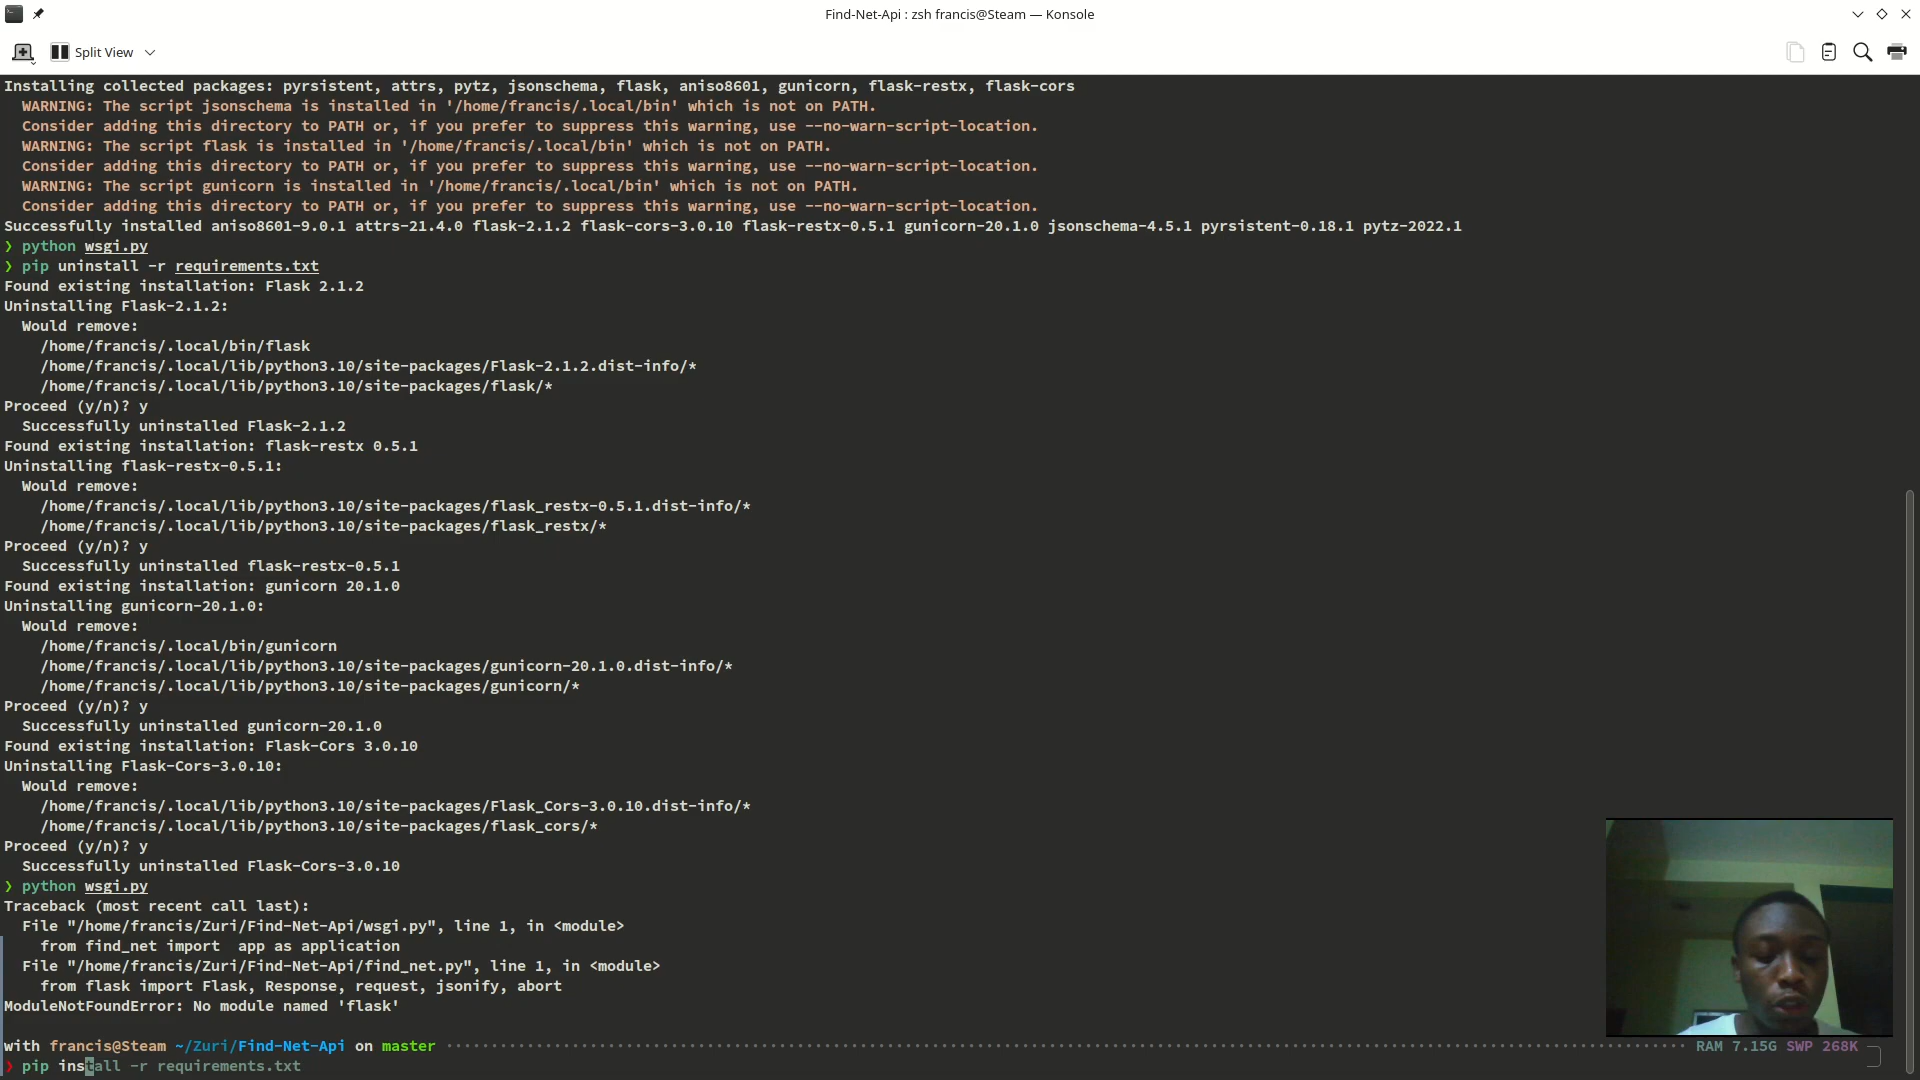 Find-Net-Api : zsh francis@Steam — Konsole
Split View
Installing collected packages: pyrsistent, attrs, pytz, jsonschema, flask, aniso8601, gunicorn, flask-restx, flask-cors
WARNING: The script jsonschema is installed in '/home/francis/.local/bin' which is not on PATH.
Consider adding this directory to PATH or, if you prefer to suppress this warning, use --no-warn-script-location.
WARNING: The script flask is installed in '/home/francis/.local/bin' which is not on PATH.
Consider adding this directory to PATH or, if you prefer to suppress this warning, use --no-warn-script-location.
WARNING: The script gunicorn is installed in '/home/francis/.local/bin' which is not on PATH.
Consider adding this directory to PATH or, if you prefer to suppress this warning, use --no-warn-script-location.
Successfully installed aniso8601-9.0.1 attrs-21.4.0 flask-2.1.2 flask-cors-3.0.10 flask-restx-0.5.1 gunicorn-20.1.0 jsonschema-4.5.1 pyrsistent-0.18.1 pytz-2022.1
❯ python wsgi.py
❯ pip uninstall -r requirements.txt
Found existing installation: Flask 2.1.2
Uninstalling Flask-2.1.2:
Would remove:
/home/francis/.local/bin/flask
/home/francis/.local/lib/python3.10/site-packages/Flask-2.1.2.dist-info/*
/home/francis/.local/lib/python3.10/site-packages/flask/*
Proceed (y/n)? y
Successfully uninstalled Flask-2.1.2
Found existing installation: flask-restx 0.5.1
Uninstalling flask-restx-0.5.1:
Would remove:
/home/francis/.local/lib/python3.10/site-packages/flask_restx-0.5.1.dist-info/*
/home/francis/.local/lib/python3.10/site-packages/flask_restx/*
Proceed (y/n)? y
Successfully uninstalled flask-restx-0.5.1
Found existing installation: gunicorn 20.1.0
Uninstalling gunicorn-20.1.0:
Would remove:
/home/francis/.local/bin/gunicorn
/home/francis/.local/lib/python3.10/site-packages/gunicorn-20.1.0.dist-info/*
/home/francis/.local/lib/python3.10/site-packages/gunicorn/*
Proceed (y/n)? y
Successfully uninstalled gunicorn-20.1.0
Found existing installation: Flask-Cors 3.0.10
Uninstalling Flask-Cors-3.0.10:
Would remove:
/home/francis/.local/lib/python3.10/site-packages/Flask_Cors-3.0.10.dist-info/*
/home/francis/.local/lib/python3.10/site-packages/flask_cors/*
Proceed (y/n)? y
Successfully uninstalled Flask-Cors-3.0.10
❯ python wsgi.py
Traceback (most recent call last):
File "/home/francis/Zuri/Find-Net-Api/wsgi.py", line 1, in <module>
from find_net import  app as application
File "/home/francis/Zuri/Find-Net-Api/find_net.py", line 1, in <module>
from flask import Flask, Response, request, jsonify, abort
ModuleNotFoundError: No module named 'flask'
with francis@Steam ~/Zuri/Find-Net-Api on master RAM 7.15G SWP 268K
❯ pip install -r requirements.txt